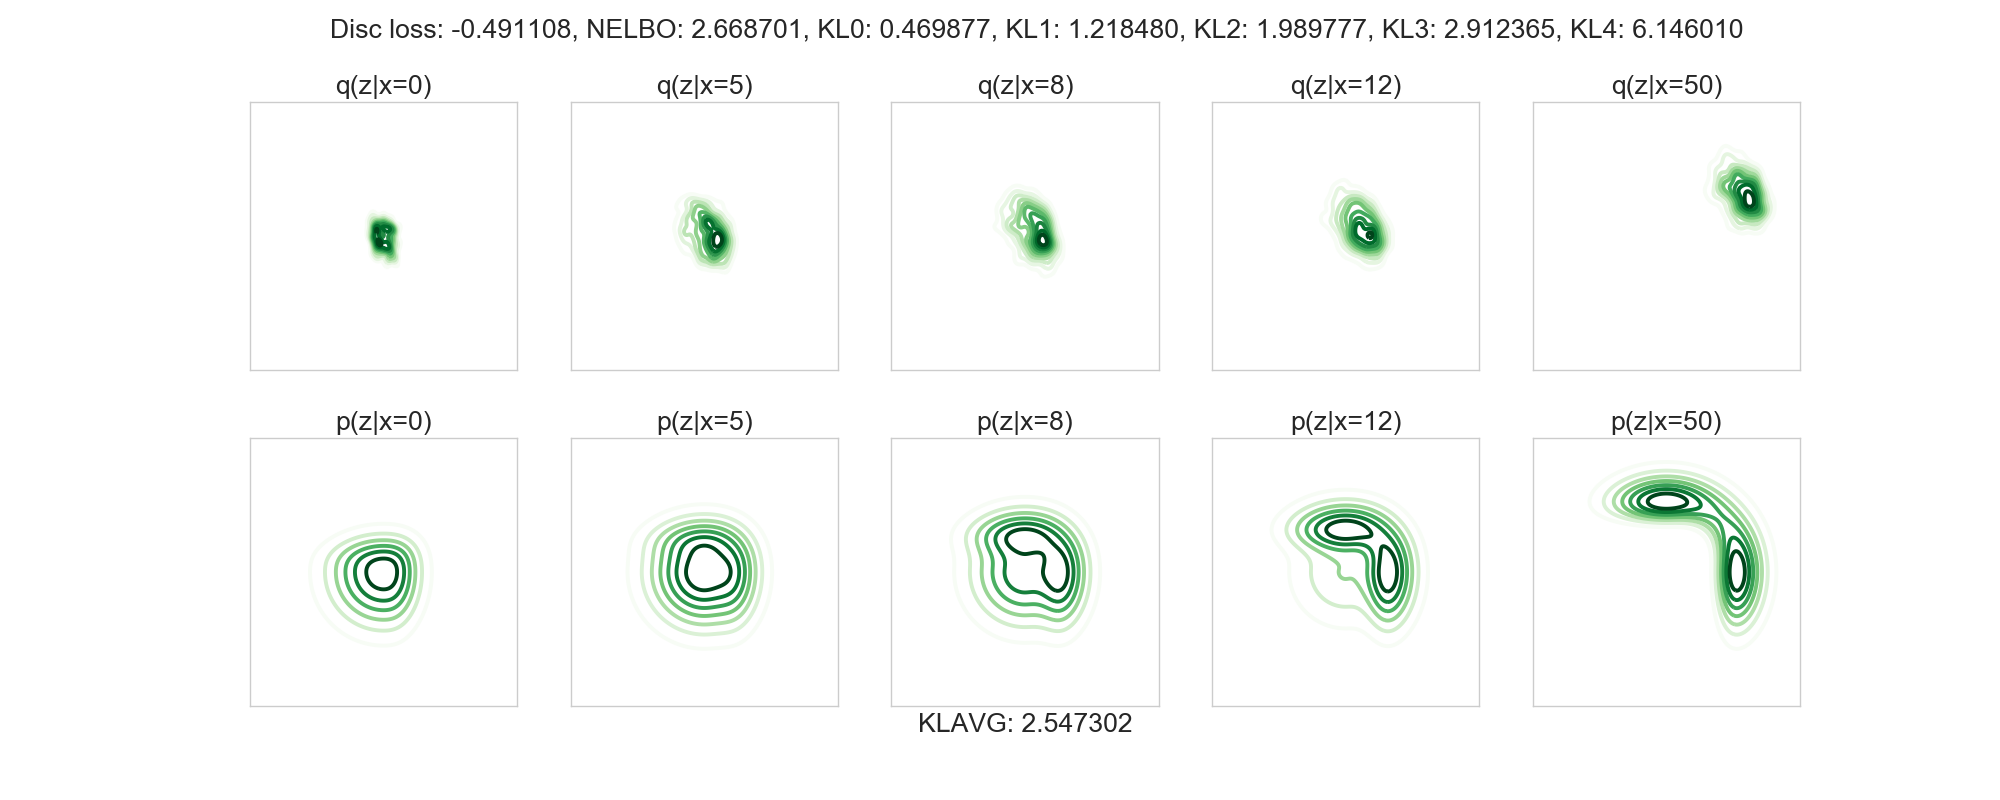 Disc loss: -0.491108, NELBO: 2.668701, KL0: 0.469877, KL1: 1.218480, KL2: 1.989777, KL3: 2.912365, KL4: 6.146010
q(z|x=0)
q(z|x=5)
q(z|x=8)
q(z|x=12)
q(z|x=50)
p(z|x=0)
p(z|x=5)
p(z|x=8)
p(z|x=12)
p(z|x=50)
KLAVG: 2.547302